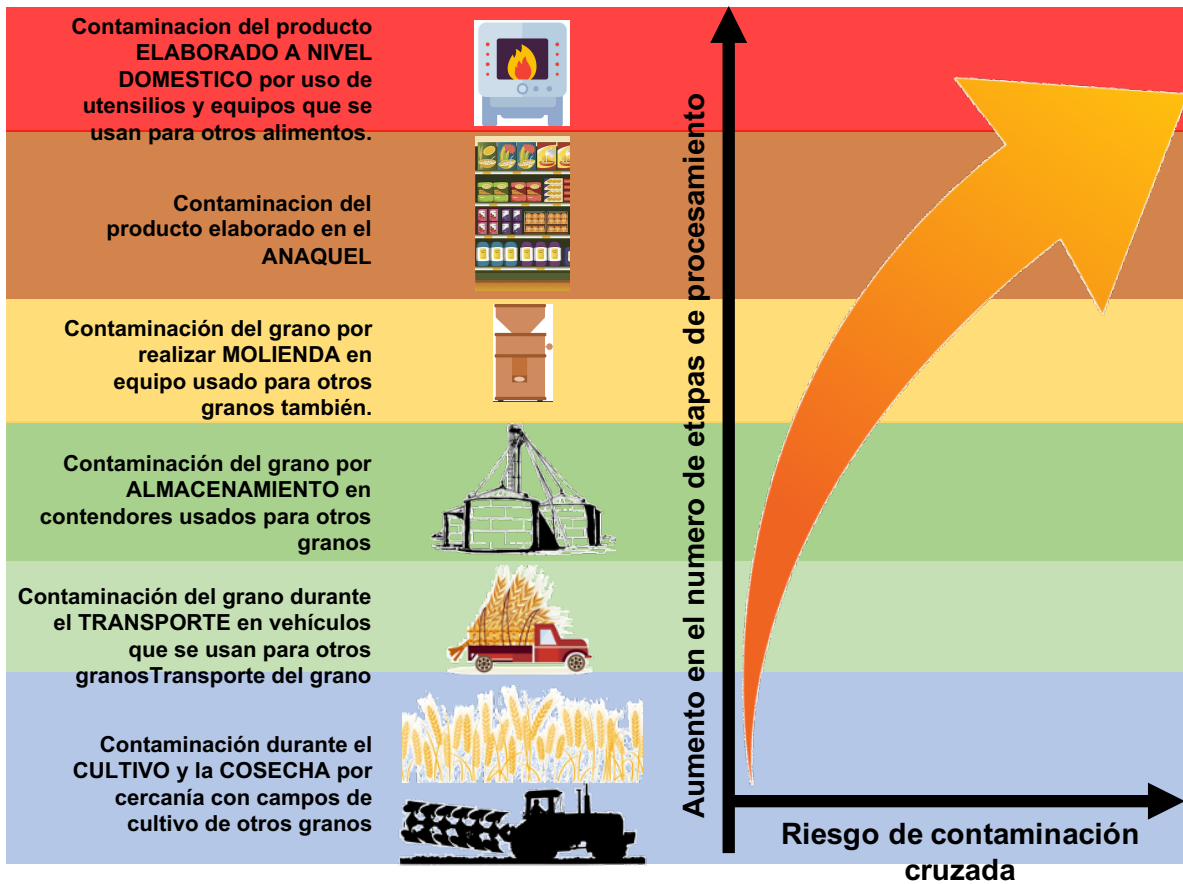 Contaminacion del producto
ELABORADO A NIVEL
DOMESTICO por uso de
utensilios y equipos que se
usan para otros alimentos.
Contaminacion del
producto elaborado en el
ANAQUEL
Contaminación del grano por
realizar MOLIENDA en
equipo usado para otros
granos también.
Contaminación del grano por
ALMACENAMIENTO en
contendores usados para otros
granos
Contaminación del grano durante
el TRANSPORTE en vehículos
que se usan para otros
granosTransporte del grano
Contaminación durante el
CULTIVO y la COSECHA por
cercanía con campos de
cultivo de otros granos
Aumento en el numero de etapas de procesamiento
Riesgo de contaminación
cruzada